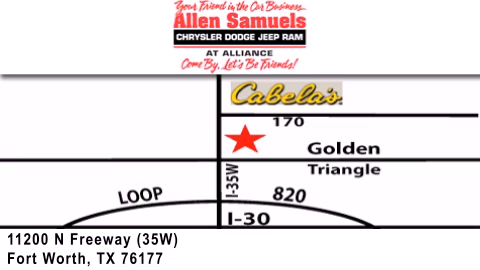 Your Friend in the Car Business
Allen Samuels
CHRYSLER DODGE JEEP RAM
AT ALLIANCE
Come By, Let's Be Friends!
Cabela's
170
Golden
Triangle
I-35W
LOOP 820
I-30
11200 N Freeway (35W)
Fort Worth, TX 76177